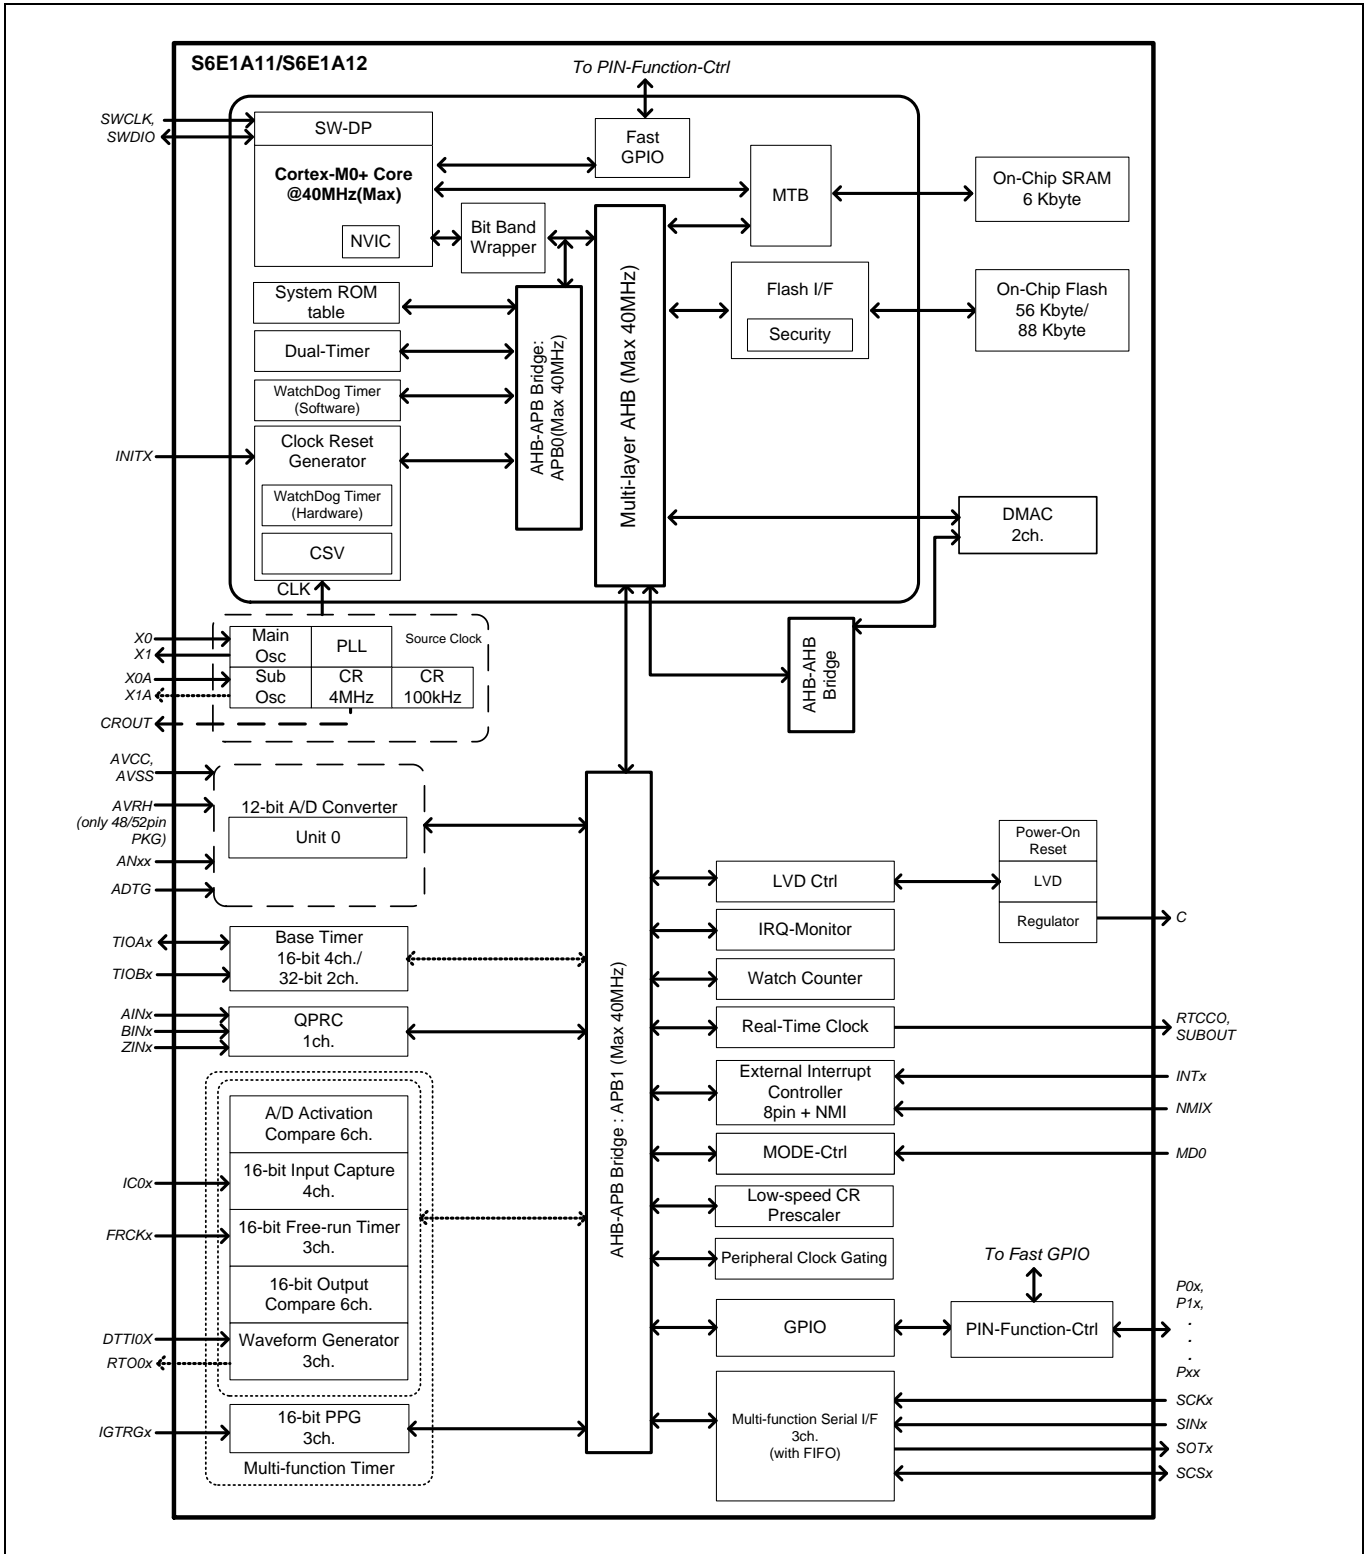 S6E1A11/S6E1A12
To PIN-Function-Ctrl
SWCLK,
SWDIO
SW-DP
Cortex-M0+ Core
@40MHz(Max)
NVIC
Fast
GPIO
Bit Band
Wrapper
MTB
On-Chip SRAM
6 Kbyte
System ROM
table
Dual-Timer
WatchDog Timer
(Software)
INITX
Clock Reset
Generator
WatchDog Timer
(Hardware)
CSV
CLK
AHB-APB Bridge:
APB0(Max 40MHz)
Multi-layer AHB (Max 40MHz)
Flash I/F
Security
On-Chip Flash
56 Kbyte/
88 Kbyte
DMAC
2ch.
AHB-AHB
Bridge
X0
X1
X0A
X1A
CROUT
Main
Osc
PLL
Source Clock
Sub
Osc
CR
4MHz
CR
100kHz
AVCC,
AVSS
AVRH
(only 48/52pin
PKG)
ANxx
ADTG
12-bit A/D Converter
Unit 0
TIOAx
TIOBx
Base Timer
16-bit 4ch./
32-bit 2ch.
AINx
BINx
ZINx
QPRC
1ch.
A/D Activation
Compare 6ch.
IC0x
16-bit Input Capture
4ch.
FRCKx
16-bit Free-run Timer
3ch.
16-bit Output
Compare 6ch.
DTTI0X
RTO0x
Waveform Generator
3ch.
IGTRGx
16-bit PPG
3ch.
Multi-function Timer
AHB-APB Bridge : APB1 (Max 40MHz)
LVD Ctrl
Power-On
Reset
LVD
Regulator
C
IRQ-Monitor
Watch Counter
Real-Time Clock
RTCCO,
SUBOUT
External Interrupt
Controller
8pin + NMI
INTx
NMIX
MODE-Ctrl
MD0
Low-speed CR
Prescaler
Peripheral Clock Gating
To Fast GPIO
GPIO
PIN-Function-Ctrl
P0x,
P1x,
.
.
.
Pxx
Multi-function Serial I/F
3ch.
(with FIFO)
SCKx
SINx
SOTx
SCSx